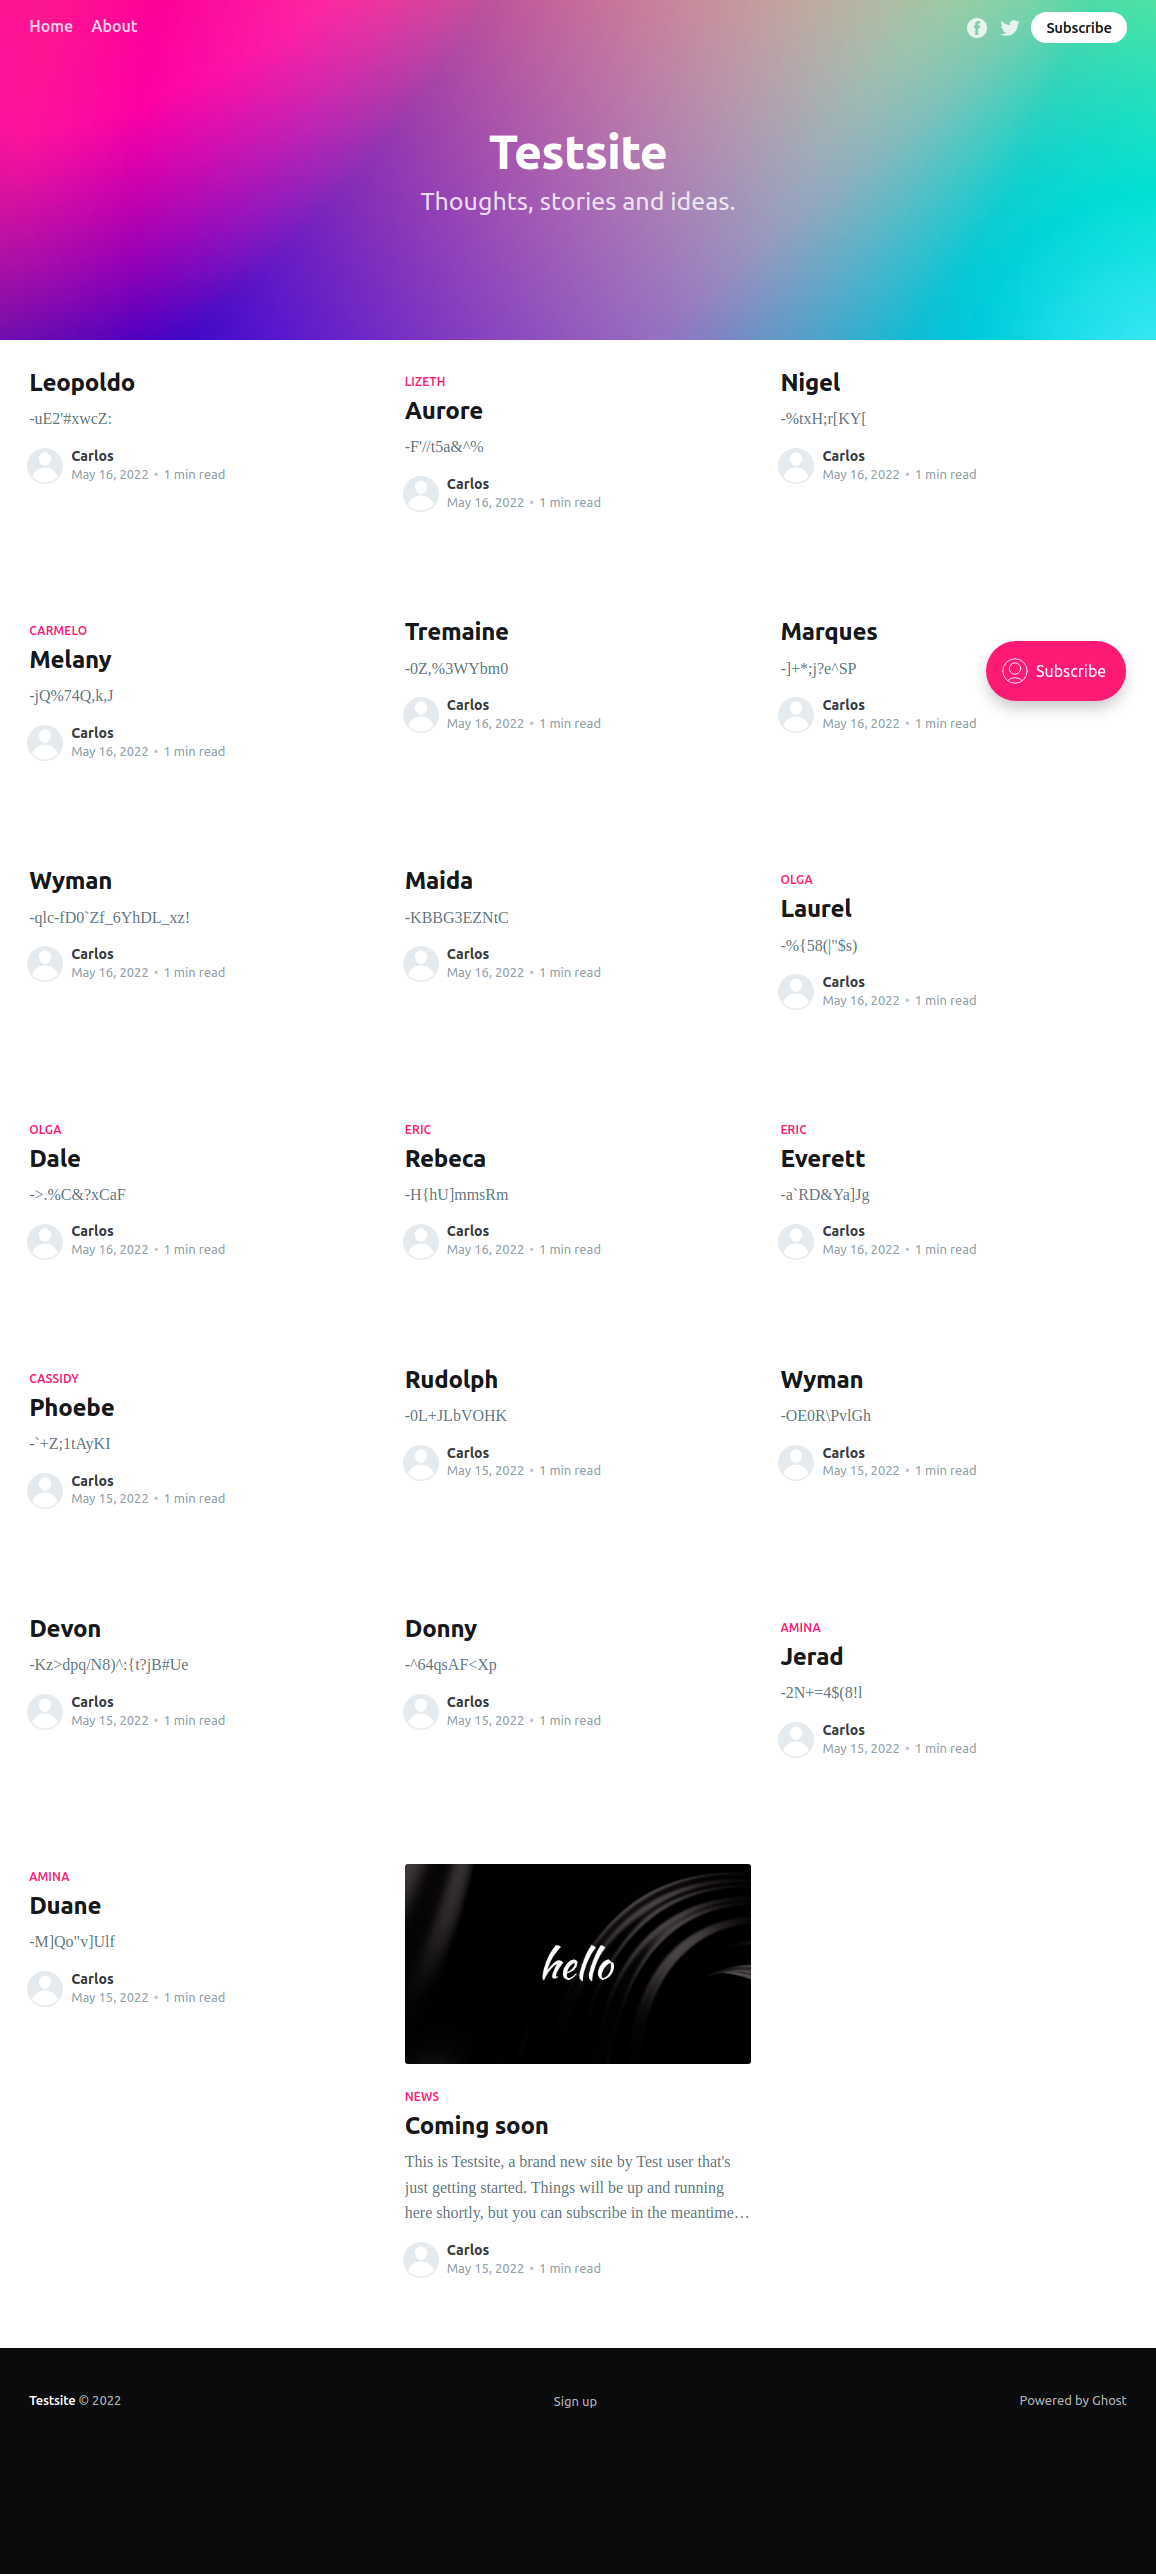 Home About
Subscribe
Testsite
Thoughts, stories and ideas.
Leopoldo
-uE2'#xwcZ:
Carlos
May 16, 2022 • 1 min read
LIZETH
Aurore
-F'//t5a&^%
Carlos
May 16, 2022 • 1 min read
Nigel
-%txH;r[KY[
Carlos
May 16, 2022 • 1 min read
CARMELO
Melany
-jQ%74Q,k,J
Carlos
May 16, 2022 • 1 min read
Tremaine
-0Z,%3WYbm0
Carlos
May 16, 2022 • 1 min read
Marques
-]+*;j?e^SP
Carlos
May 16, 2022 • 1 min read
Subscribe
Wyman
-qlc-fD0`Zf_6YhDL_xz!
Carlos
May 16, 2022 • 1 min read
Maida
-KBBG3EZNtC
Carlos
May 16, 2022 • 1 min read
OLGA
Laurel
-%{58(|"$s)
Carlos
May 16, 2022 • 1 min read
OLGA
Dale
->.%C&?xCaF
Carlos
May 16, 2022 • 1 min read
ERIC
Rebeca
-H{hU]mmsRm
Carlos
May 16, 2022 • 1 min read
ERIC
Everett
-a`RD&Ya]Jg
Carlos
May 16, 2022 • 1 min read
CASSIDY
Phoebe
-`+Z;1tAyKI
Carlos
May 15, 2022 • 1 min read
Rudolph
-0L+JLbVOHK
Carlos
May 15, 2022 • 1 min read
Wyman
-OE0R\PvlGh
Carlos
May 15, 2022 • 1 min read
Devon
-Kz>dpq/N8)^:{t?jB#Ue
Carlos
May 15, 2022 • 1 min read
Donny
-^64qsAF<Xp
Carlos
May 15, 2022 • 1 min read
AMINA
Jerad
-2N+=4$(8!l
Carlos
May 15, 2022 • 1 min read
AMINA
Duane
-M]Qo"v]Ulf
Carlos
May 15, 2022 • 1 min read
hello
NEWS
Coming soon
This is Testsite, a brand new site by Test user that's
just getting started. Things will be up and running
here shortly, but you can subscribe in the meantime…
Carlos
May 15, 2022 • 1 min read
Testsite © 2022
Sign up
Powered by Ghost